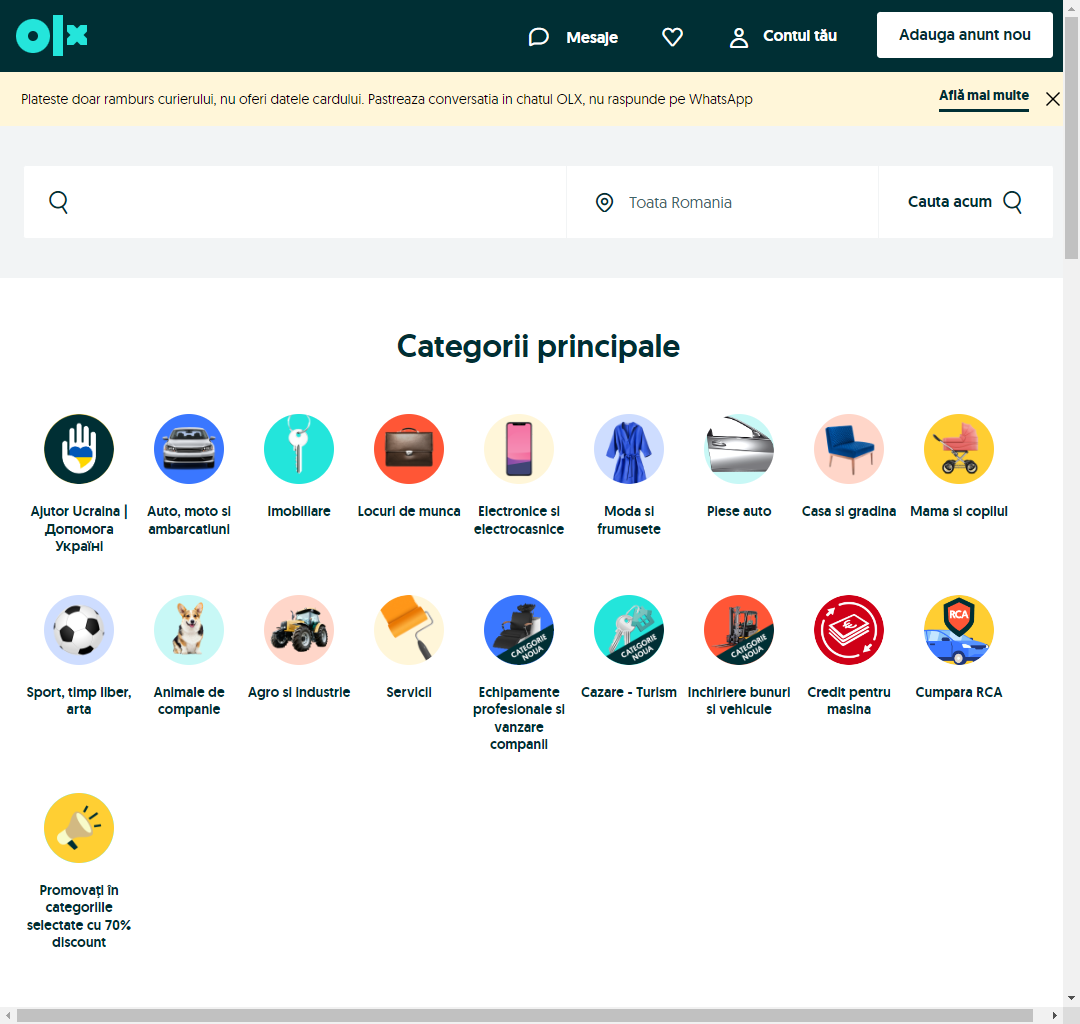 olx
Mesaje
Contul tău
Adauga anunt nou
Plateste doar ramburs curierului, nu oferi datele cardului. Pastreaza conversatia in chatul OLX, nu raspunde pe WhatsApp
Află mai multe
Toata Romania
Cauta acum
Categorii principale
Ajutor Ucraina |
Допомога
Україні
Auto, moto si
ambarcatiuni
Imobiliare
Locuri de munca
Electronice si
electrocasnice
Moda si
frumusete
Piese auto
Casa si gradina
Mama si copilul
CATEGORIE
NOUA
CATEGORIE
NOUA
CATEGORIE
NOUA
RCA
Sport, timp liber,
arta
Animale de
companie
Agro si industrie
Servicii
Echipamente
profesionale si
vanzare
companii
Cazare - Turism
Inchiriere bunuri
si vehicule
Credit pentru
masina
Cumpara RCA
Promovați în
categoriile
selectate cu 70%
discount